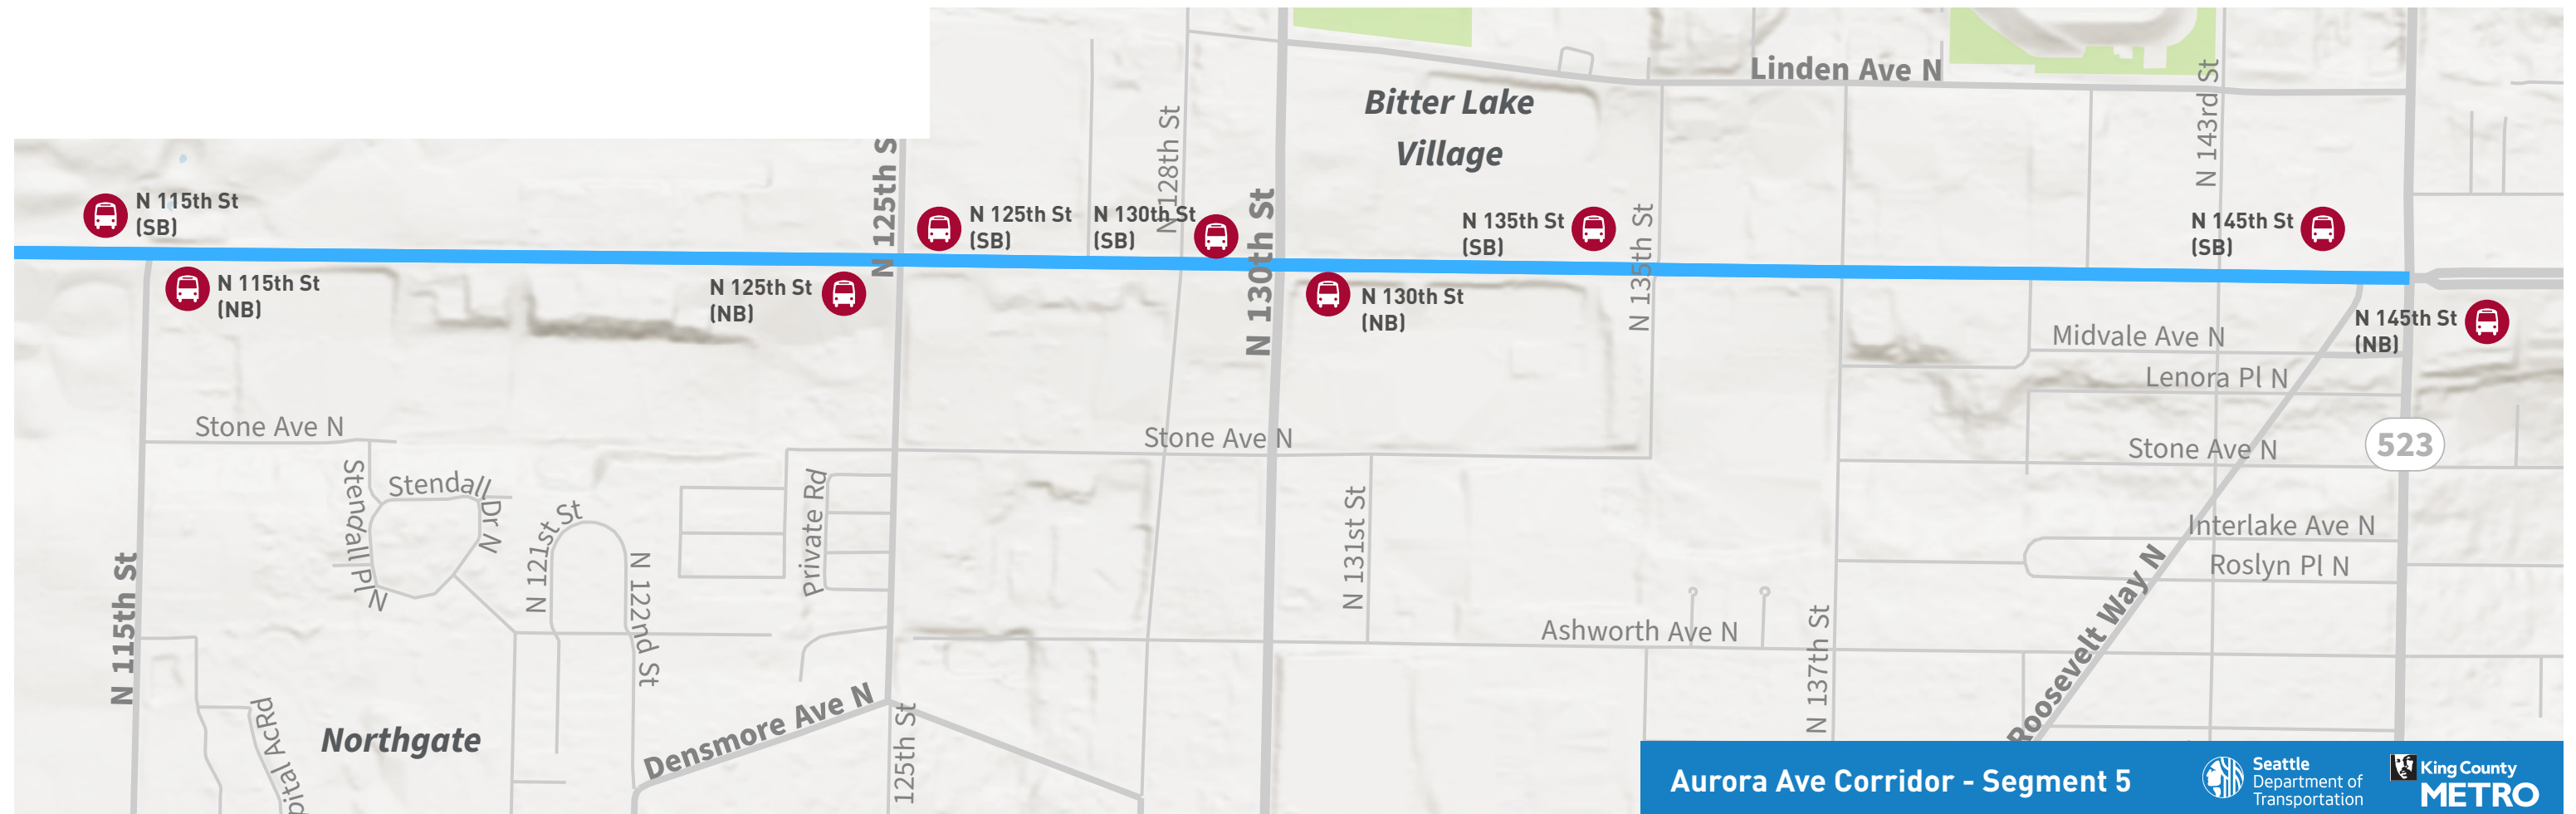 Linden Ave N
Bitter Lake
Village
N 143rd St
N 128th St
N 125th S
N 115th St
(SB)
N 125th St
(SB)
N 130th St
(SB)
N 130th St
N 135th St
(SB)
N 135th St
N 145th St
(SB)
N 115th St
(NB)
N 125th St
(NB)
N 130th St
(NB)
N 145th St
(NB)
Midvale Ave N
Lenora Pl N
Stone Ave N
Stone Ave N
Stone Ave N
523
Stendall Dr N
Stendall Pl N
N 121st St
N 122nd St
Private Rd
N 131st St
Interlake Ave N
Roslyn Pl N
N 115th St
Ashworth Ave N
N 137th St
Roosevelt Way N
Northgate
pital AcRd
Densmore Ave N
125th St
Aurora Ave Corridor - Segment 5
Seattle
Department of
Transportation
King County
METRO